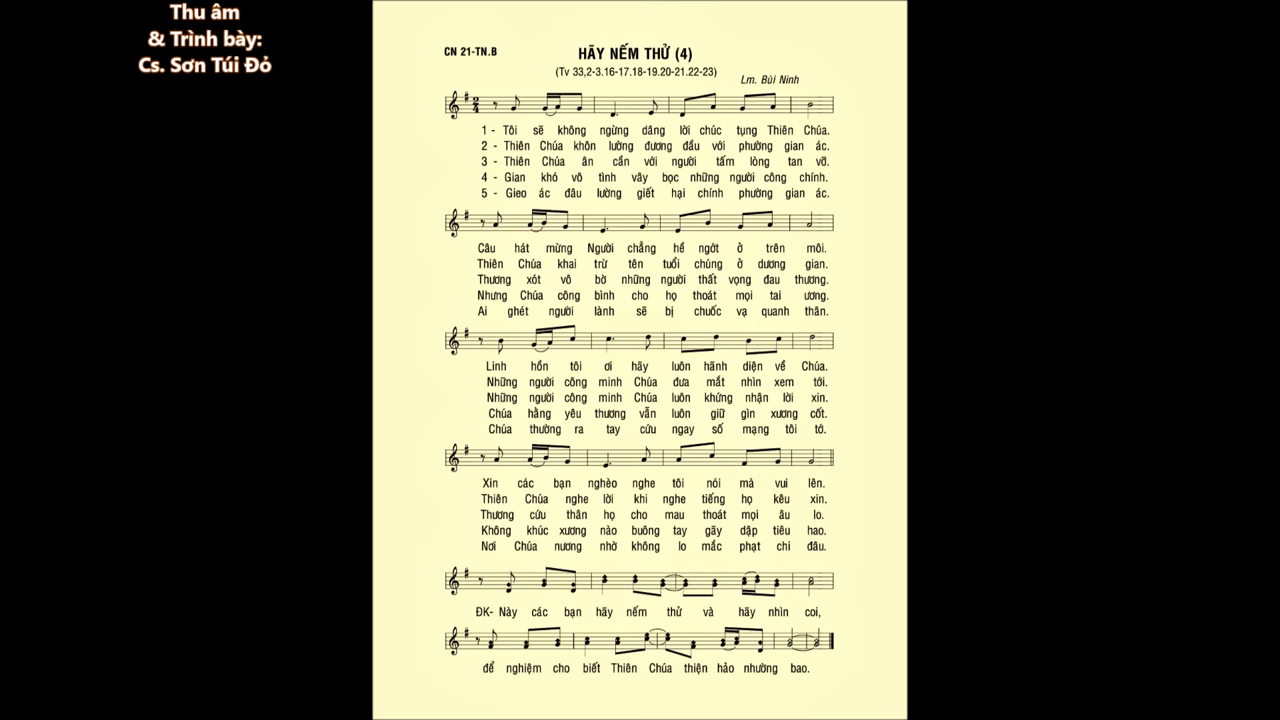 Thu âm
& Trình bày:
Cs. Sơn Túi Đỏ
CN 21-TN.B
HÃY NẾM THỬ (4)
(Tv 33,2-3.16-17.18-19.20-21.22-23)
Lm. Bùi Ninh
1 - Tôi sẽ không ngừng dâng lời chúc tụng Thiên Chúa.
2 - Thiên Chúa khôn lường đương đầu với phường gian ác.
3 - Thiên Chúa ân cần với người tấm lòng tan vỡ.
4 - Gian khó vô tình vây bọc những người công chính.
5 - Gieo ác đâu lường giết hại chính phường gian ác.
Câu hát mừng Người chẳng hề ngớt ở trên môi.
Thiên Chúa khai trừ tên tuổi chúng ở dương gian.
Thương xót vô bờ những người thất vọng đau thương.
Nhưng Chúa công bình cho họ thoát mọi tai ương.
Ai ghét người lành sẽ bị chuốc vạ quanh thân.
Linh hồn tôi ơi hãy luôn hãnh diện về Chúa.
Những người công minh Chúa đưa mắt nhìn xem tới.
Những người công minh Chúa luôn khứng nhận lời xin.
Chúa hằng yêu thương vẫn luôn giữ gìn xương cốt.
Chúa thường ra tay cứu ngay số mạng tôi tớ.
Xin các bạn nghèo nghe tôi nói mà vui lên.
Thiên Chúa nghe lời khi nghe tiếng họ kêu xin.
Thương cứu thân họ cho mau thoát mọi âu lo.
Không khúc xương nào buông tay gãy dập tiêu hao.
Nơi Chúa nương nhờ không lo mắc phạt chi đâu.
ĐK- Này các bạn hãy nếm thử và hãy nhìn coi,
để nghiệm cho biết Thiên Chúa thiện hảo nhường bao.